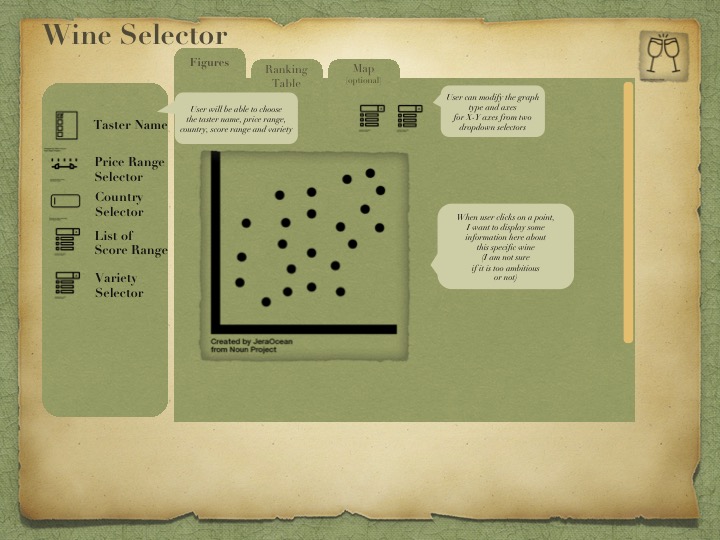 Wine Selector
Figures
Ranking
Table
Map
(optional)
Taster Name
Price Range
Selector
Country
Selector
List of
Score Range
Variety
Selector
User will be able to choose
the taster name, price range,
country, score range and variety
User can modify the graph
type and axes
for X-Y axes from two
dropdown selectors
When user clicks on a point,
I want to display some
information here about
this specific wine
(I am not sure
if it is too ambitious
or not)
Created by JeraOcean
from Noun Project